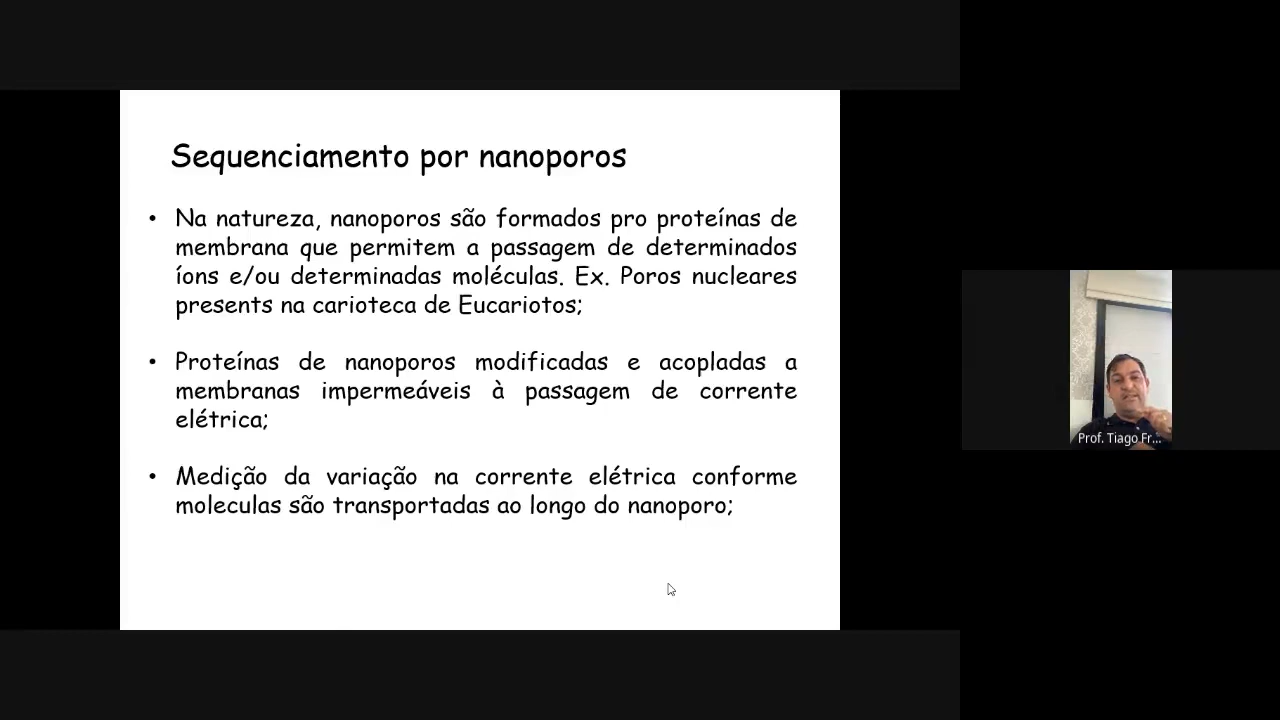 Sequenciamento por nanoporos
• Na natureza, nanoporos são formados pro proteínas de
membrana que permitem a passagem de determinados
íons e/ou determinadas moléculas. Ex. Poros nucleares
presents na carioteca de Eucariotos;
• Proteínas de nanoporos modificadas e acopladas a
membranas impermeáveis à passagem de corrente
elétrica;
• Medição da variação na corrente elétrica conforme
moleculas são transportadas ao longo do nanoporo;
Prof. Tiago Fr...